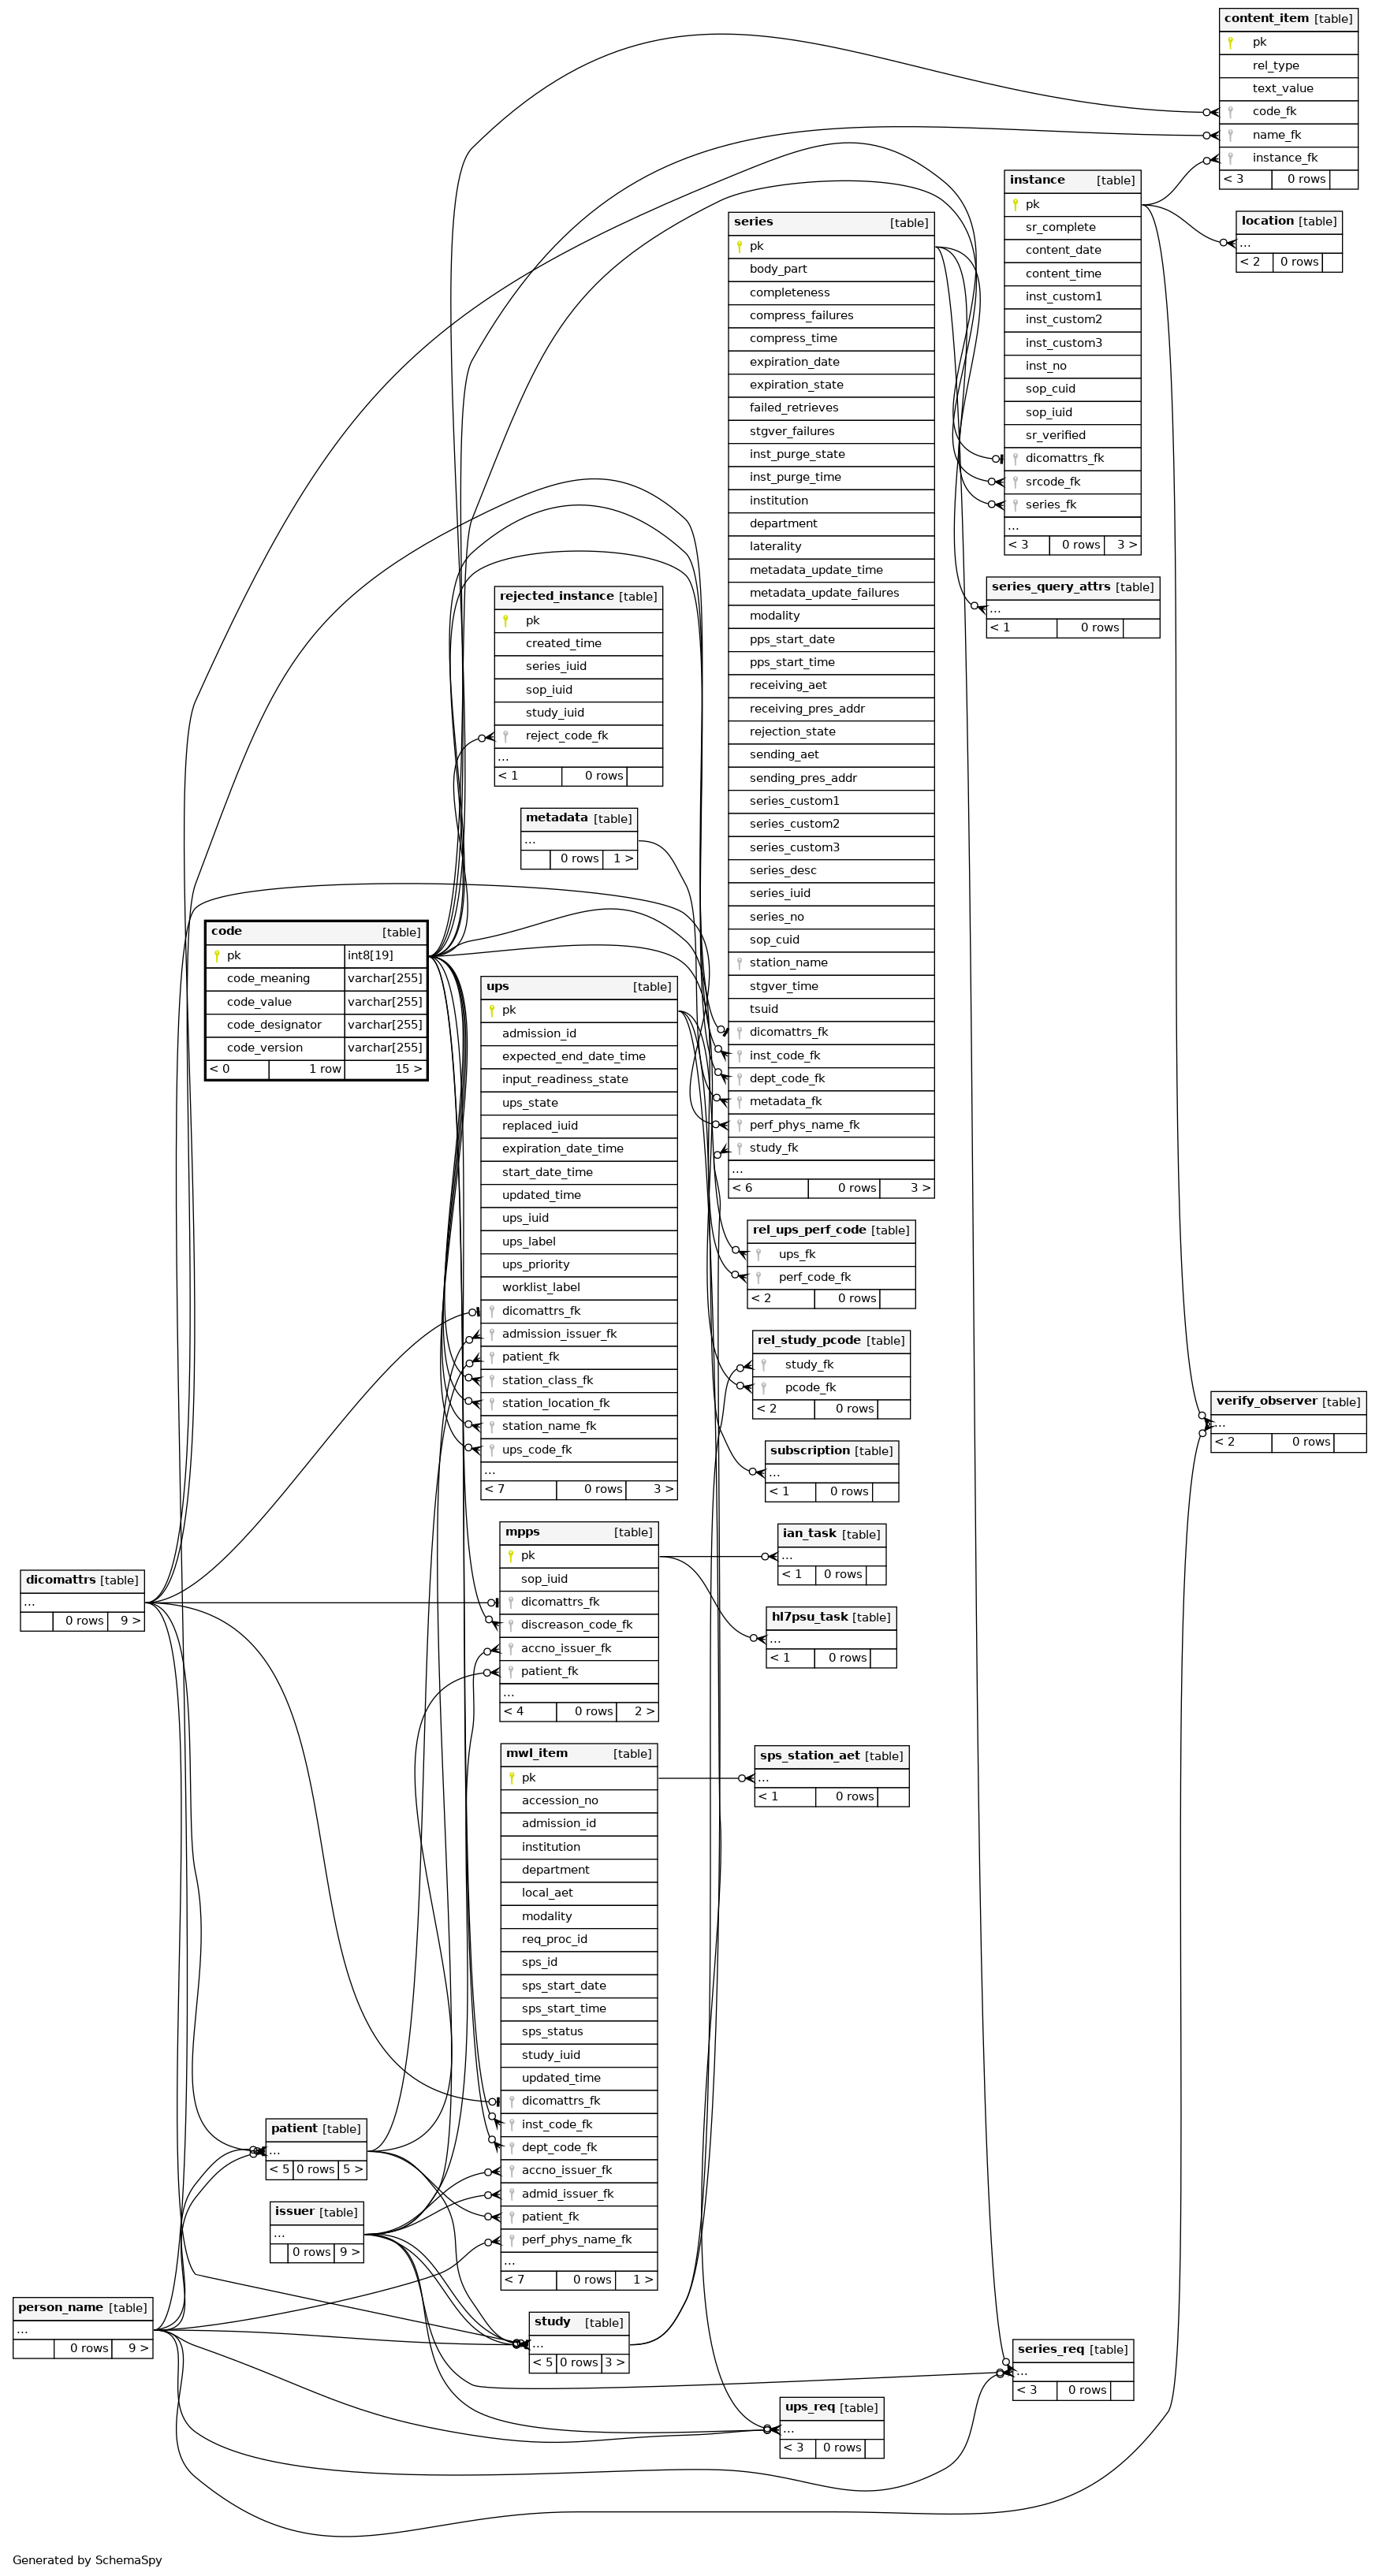 content_item [table]
pk
rel_type
text_value
code_fk
name_fk
instance_fk
< 3 0 rows
instance [table]
pk
sr_complete
content_date
content_time
inst_custom1
inst_custom2
inst_custom3
inst_no
sop_cuid
sop_iuid
sr_verified
dicomattrs_fk
srcode_fk
series_fk
...
< 3 0 rows 3 >
location [table]
...
< 2 0 rows
series [table]
pk
body_part
completeness
compress_failures
compress_time
expiration_date
expiration_state
failed_retrieves
stgver_failures
inst_purge_state
inst_purge_time
institution
department
laterality
metadata_update_time
metadata_update_failures
modality
pps_start_date
pps_start_time
receiving_aet
receiving_pres_addr
rejection_state
sending_aet
sending_pres_addr
series_custom1
series_custom2
series_custom3
series_desc
series_iuid
series_no
sop_cuid
station_name
stgver_time
tsuid
dicomattrs_fk
inst_code_fk
dept_code_fk
metadata_fk
perf_phys_name_fk
study_fk
...
< 6 0 rows 3 >
series_query_attrs [table]
...
< 1 0 rows
rejected_instance [table]
pk
created_time
series_iuid
sop_iuid
study_iuid
reject_code_fk
...
< 1 0 rows
metadata [table]
...
0 rows 1 >
code [table]
pk int8[19]
code_meaning varchar[255]
code_value varchar[255]
code_designator varchar[255]
code_version varchar[255]
< 0 1 row 15 >
ups [table]
pk
admission_id
expected_end_date_time
input_readiness_state
ups_state
replaced_iuid
expiration_date_time
start_date_time
updated_time
ups_iuid
ups_label
ups_priority
worklist_label
dicomattrs_fk
admission_issuer_fk
patient_fk
station_class_fk
station_location_fk
station_name_fk
ups_code_fk
...
< 7 0 rows 3 >
rel_ups_perf_code [table]
ups_fk
perf_code_fk
< 2 0 rows
rel_study_pcode [table]
study_fk
pcode_fk
< 2 0 rows
verify_observer [table]
...
< 2 0 rows
subscription [table]
...
< 1 0 rows
mpps [table]
pk
sop_iuid
dicomattrs_fk
discreason_code_fk
accno_issuer_fk
patient_fk
...
< 4 0 rows 2 >
ian_task [table]
...
< 1 0 rows
dicomattrs [table]
...
0 rows 9 >
hl7psu_task [table]
...
< 1 0 rows
mwl_item [table]
pk
accession_no
admission_id
institution
department
local_aet
modality
req_proc_id
sps_id
sps_start_date
sps_start_time
sps_status
study_iuid
updated_time
dicomattrs_fk
inst_code_fk
dept_code_fk
accno_issuer_fk
admid_issuer_fk
patient_fk
perf_phys_name_fk
...
< 7 0 rows 1 >
sps_station_aet [table]
...
< 1 0 rows
patient [table]
...
< 5 0 rows 5 >
issuer [table]
...
0 rows 9 >
person_name [table]
...
0 rows 9 >
study [table]
...
< 5 0 rows 3 >
series_req [table]
...
< 3 0 rows
ups_req [table]
...
< 3 0 rows
Generated by SchemaSpy